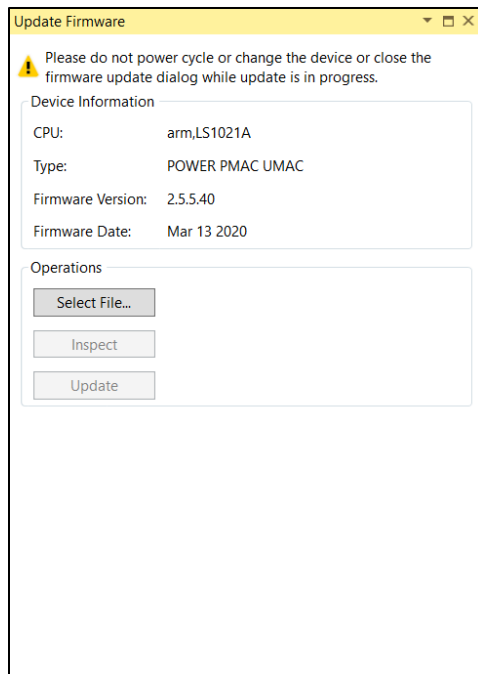 Update Firmware
Please do not power cycle or change the device or close the
firmware update dialog while update is in progress.
Device Information
CPU: arm,LS1021A
Type: POWER PMAC UMAC
Firmware Version: 2.5.5.40
Firmware Date: Mar 13 2020
Operations
Select File...
Inspect
Update